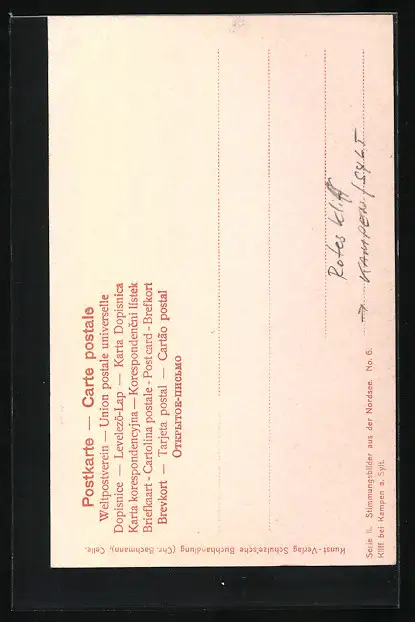 Postkarte — Carte postale
Weltpostverein — Union postale universelle
Dopisnice — Levelező-Lap — Karta Dopisnica
Karta korespondencyjna — Korespondenční lístek
Briefkaart - Cartolina postale - Post card - Brefkort
Brevkort — Tarjeta postal — Cartão postal
Открытое письмо
Rotes Kliff
→ KAMPEN / SYLT
Serie II. Stimmungsbilder aus der Nordsee. No. 6.
Kliff bei Kampen a. Sylt.
Kunst-Verlag Schulze'sche Buchhandlung (Chr. Bachmann), Celle.